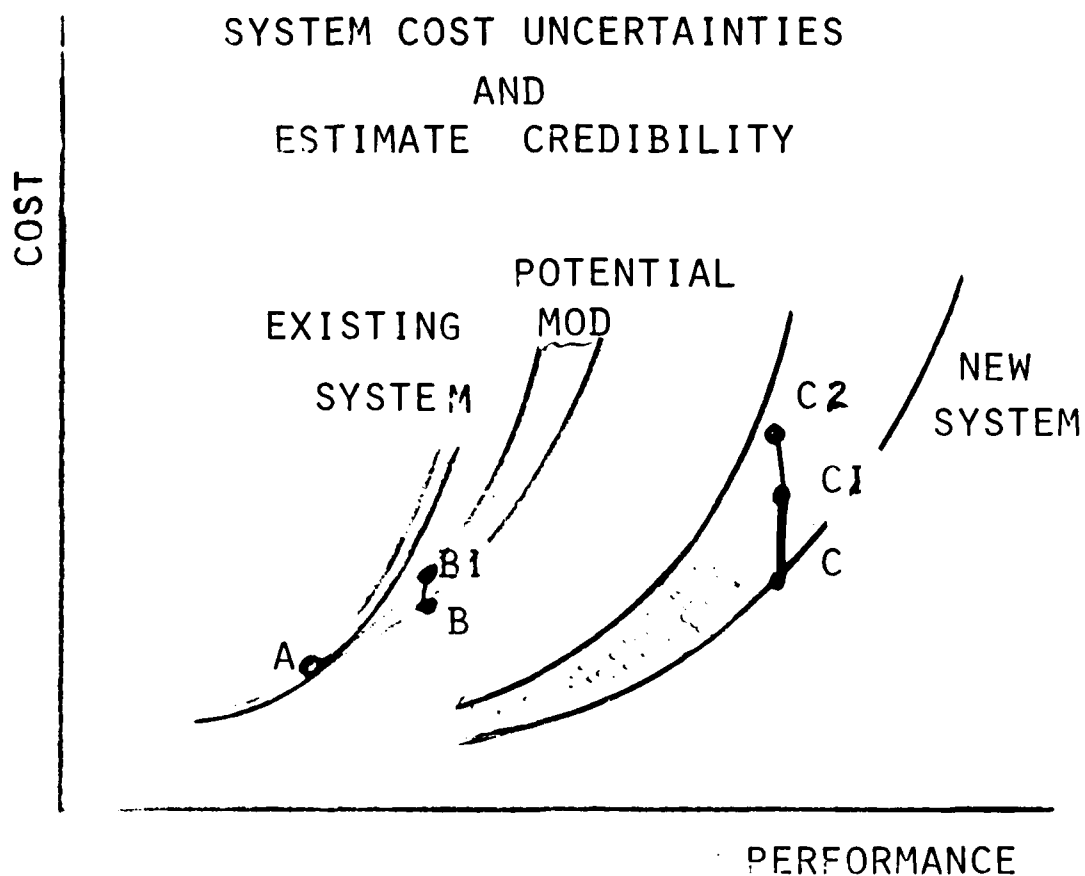 SYSTEM COST UNCERTAINTIES
AND
ESTIMATE CREDIBILITY
COST
POTENTIAL
MOD
EXISTING
SYSTEM
NEW
SYSTEM
C2
C1
C
B1
B
A
PERFORMANCE